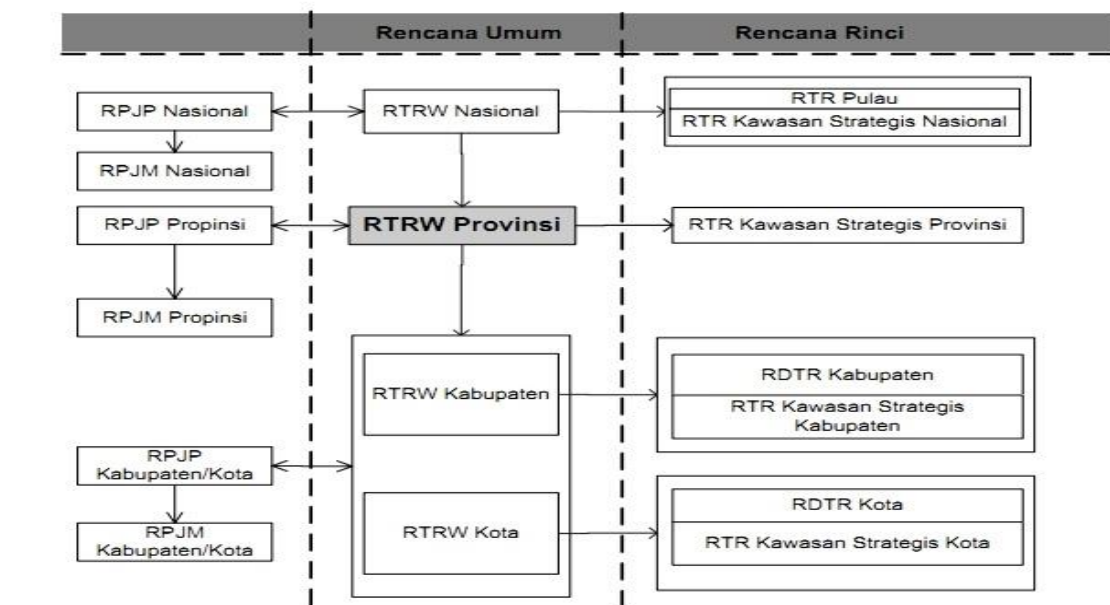 Rencana Umum
Rencana Rinci
RPJP Nasional
RTRW Nasional
RTR Pulau
RTR Kawasan Strategis Nasional
RPJM Nasional
RPJP Propinsi
RTRW Provinsi
RTR Kawasan Strategis Provinsi
RPJM Propinsi
RTRW Kabupaten
RDTR Kabupaten
RTR Kawasan Strategis
Kabupaten
RPJP
Kabupaten/Kota
RPJM
Kabupaten/Kota
RTRW Kota
RDTR Kota
RTR Kawasan Strategis Kota